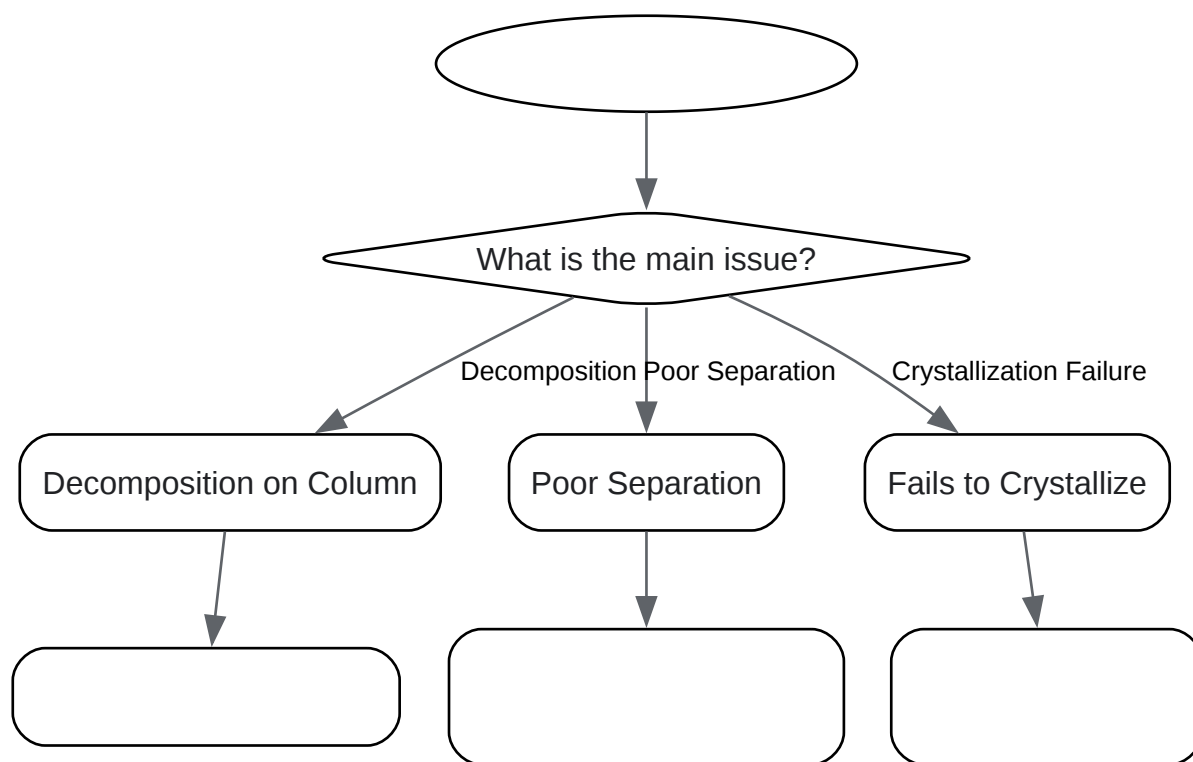 What is the main issue?
Decomposition Poor Separation Crystallization Failure
Decomposition on Column Poor Separation Fails to Crystallize